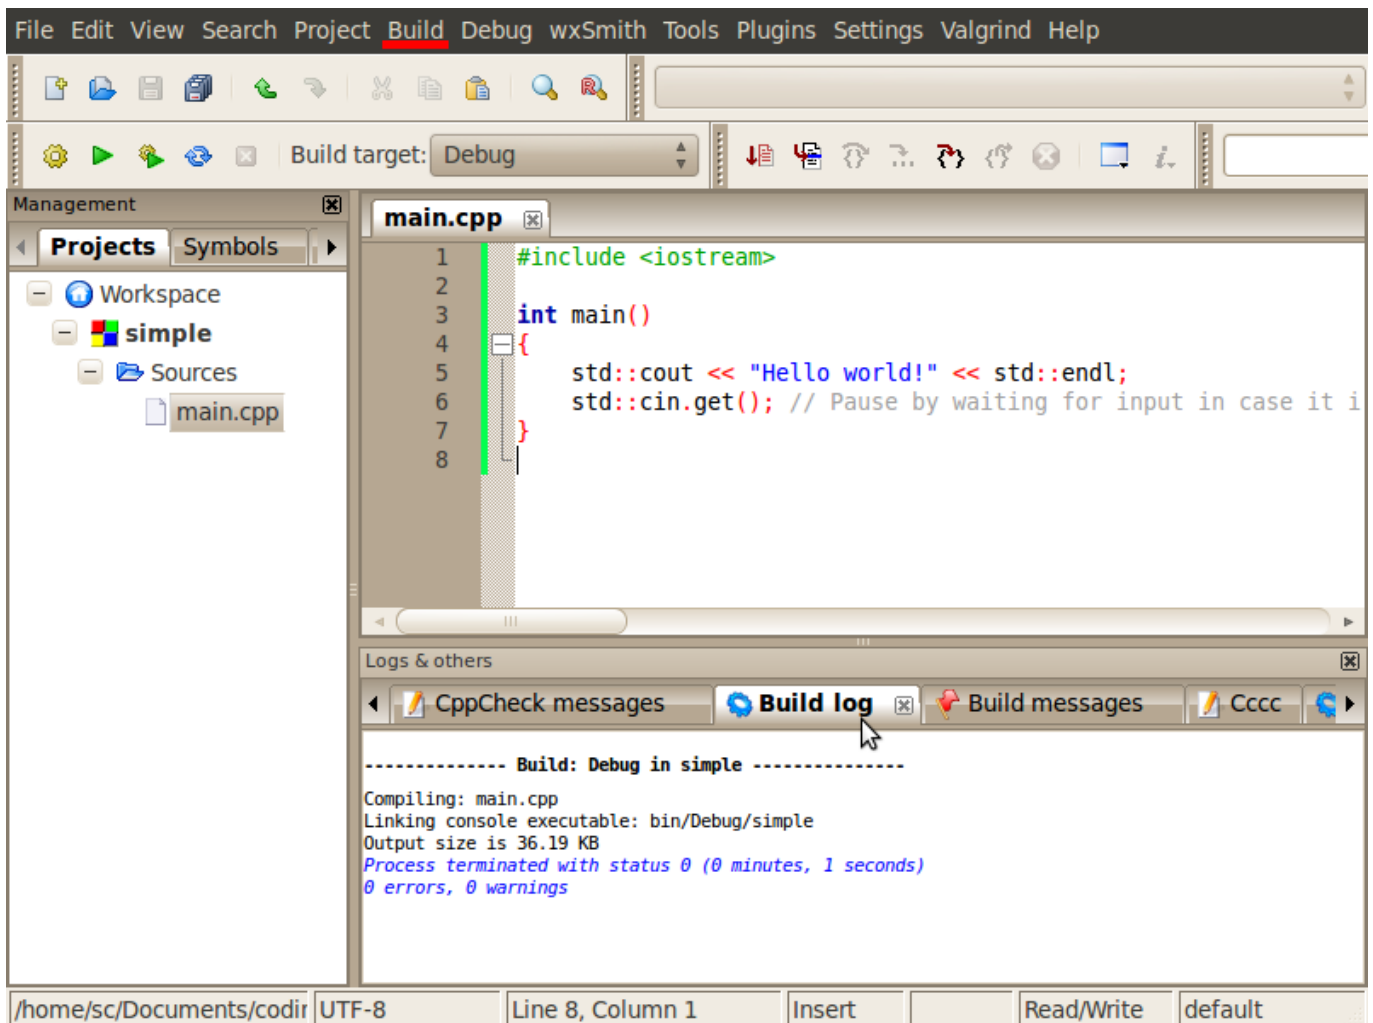 File Edit View Search Project Build Debug wxSmith Tools Plugins Settings Valgrind Help
Build target: Debug
Management
Projects Symbols
Workspace
simple
Sources
main.cpp
main.cpp
1 #include <iostream>
2
3 int main()
4 {
5 std::cout << "Hello world!" << std::endl;
6 std::cin.get(); // Pause by waiting for input in case it i
7 }
8
Logs & others
CppCheck messages Build log Build messages Cccc
-------------- Build: Debug in simple ---------------
Compiling: main.cpp
Linking console executable: bin/Debug/simple
Output size is 36.19 KB
Process terminated with status 0 (0 minutes, 1 seconds)
0 errors, 0 warnings
/home/sc/Documents/codir UTF-8 Line 8, Column 1 Insert Read/Write default